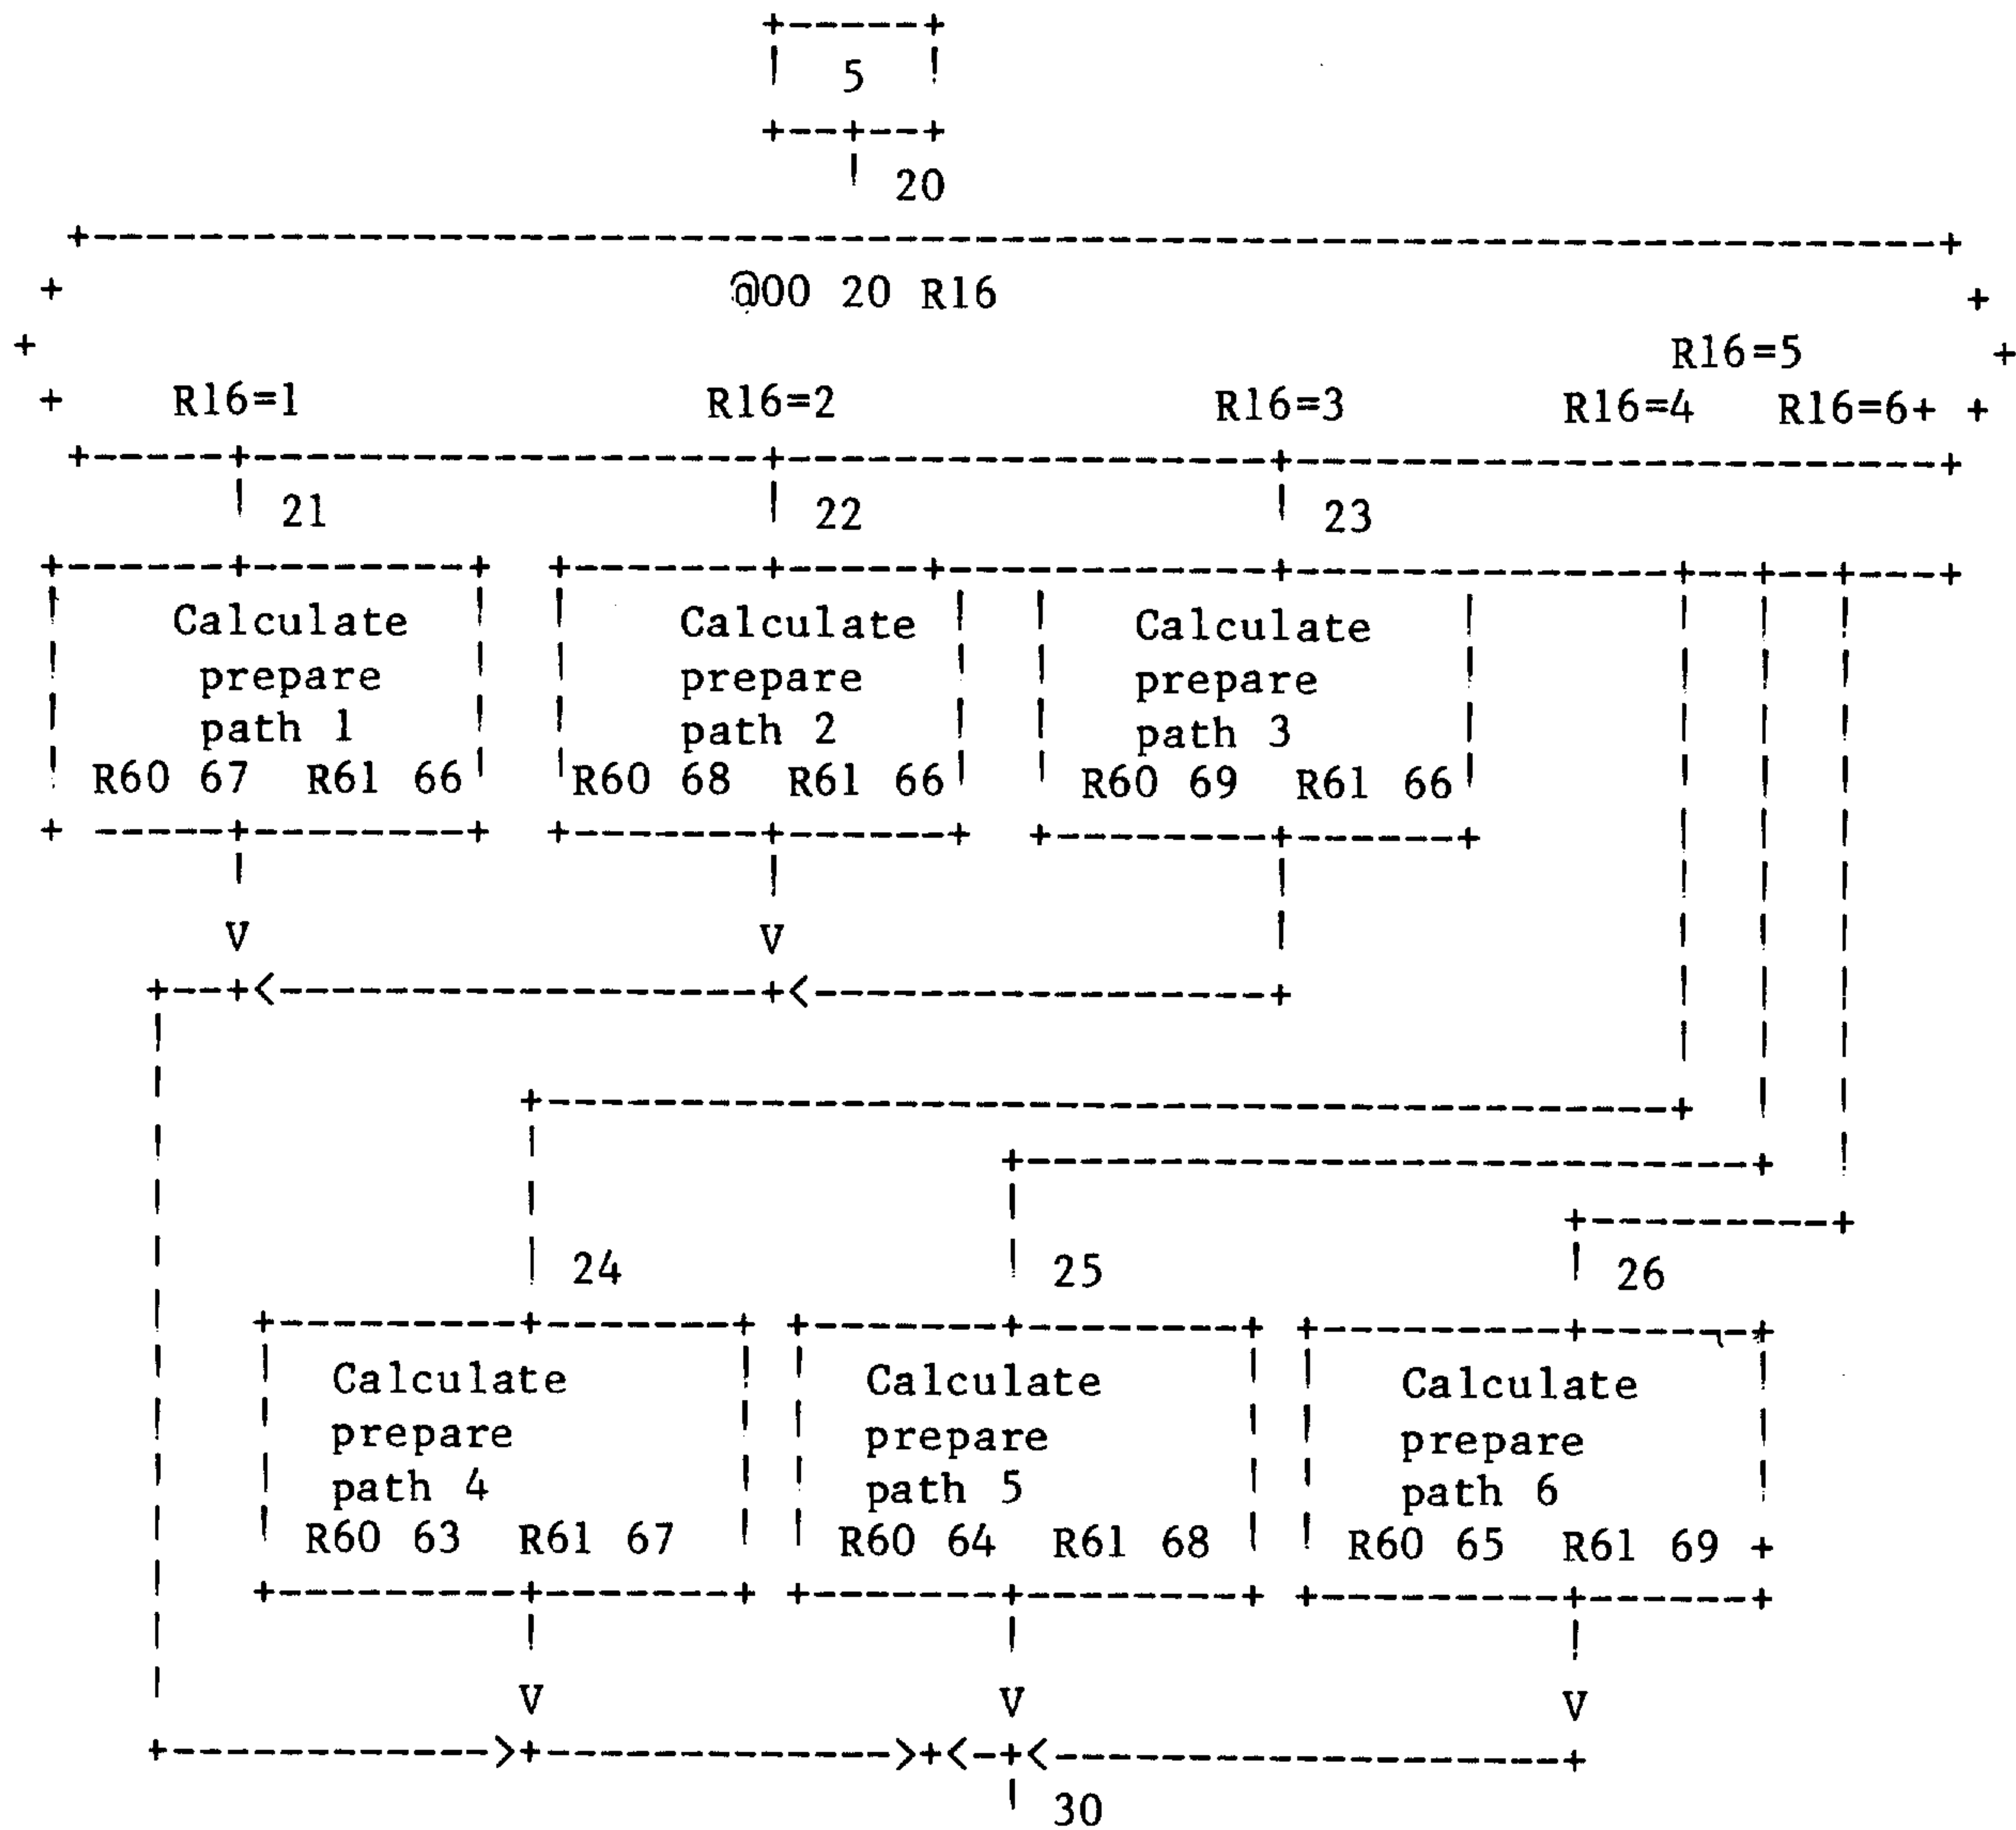 5
20
@00 20 R16
R16=5
R16=1 R16=2 R16=3 R16=4 R16=6+
21 22 23
Calculate Calculate Calculate
prepare prepare prepare
path 1 path 2 path 3
R60 67 R61 66 R60 68 R61 66 R60 69 R61 66
V V
24 25 26
Calculate Calculate Calculate
prepare prepare prepare
path 4 path 5 path 6
R60 63 R61 67 R60 64 R61 68 R60 65 R61 69
V V V
30